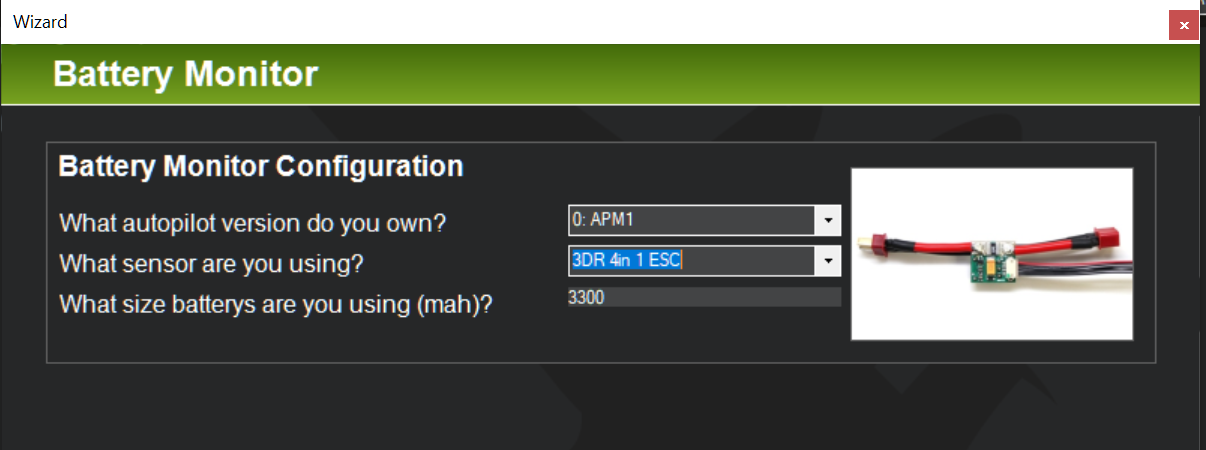 Wizard
Battery Monitor
Battery Monitor Configuration
What autopilot version do you own?
0: APM1
What sensor are you using?
3DR 4in 1 ESC
What size batterys are you using (mah)?
3300